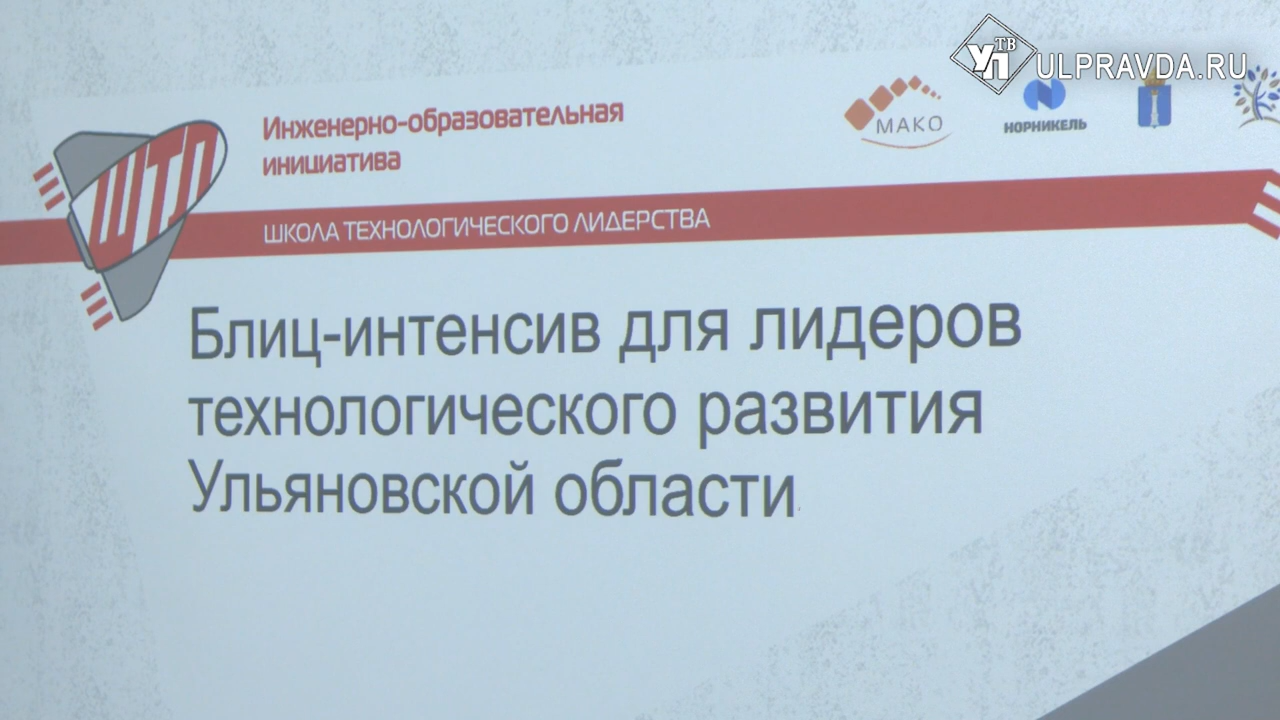 УП ТВ
ULPRAVDA.RU
ШТЛ
Инженерно-образовательная
инициатива
МАКО
НОРНИКЕЛЬ
ШКОЛА ТЕХНОЛОГИЧЕСКОГО ЛИДЕРСТВА
Блиц-интенсив для лидеров
технологического развития
Ульяновской области